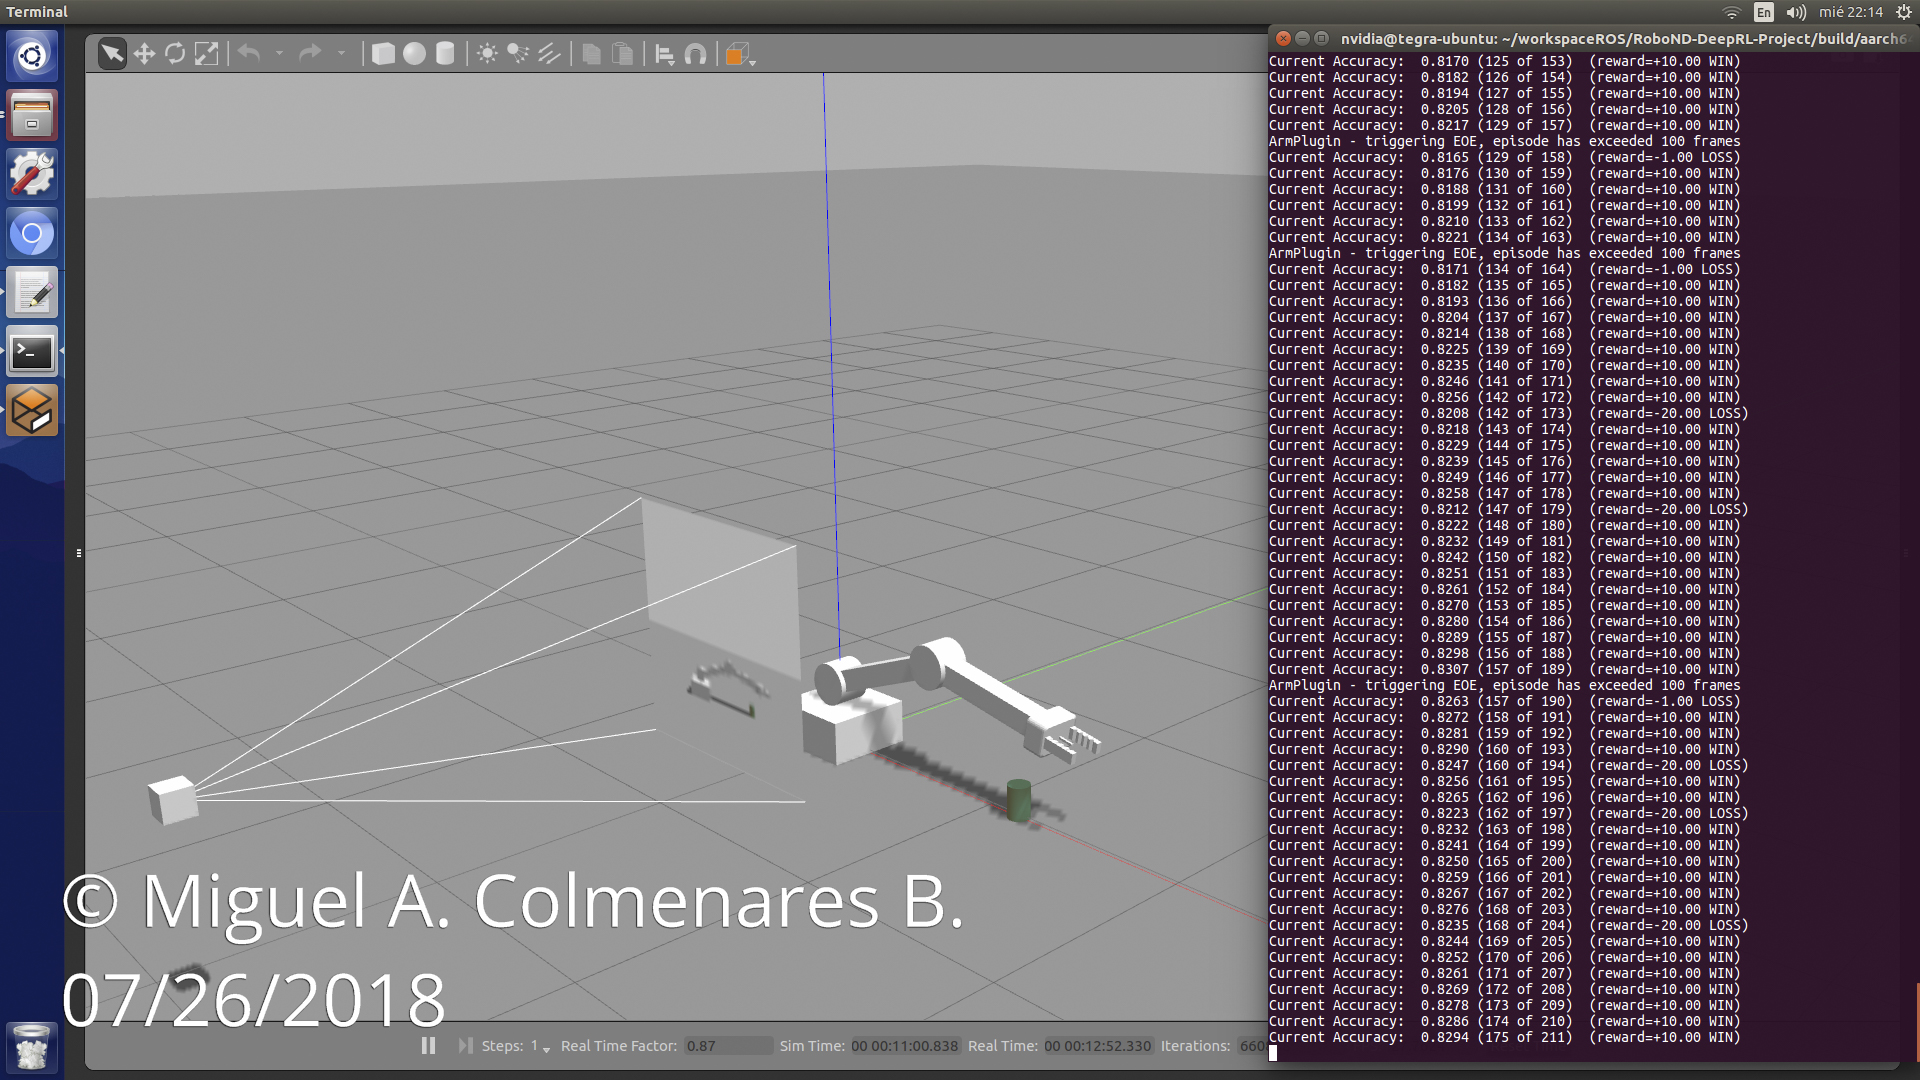 Terminal
En
mié 22:14
nvidia@tegra-ubuntu: ~/workspaceROS/RoboND-DeepRL-Project/build/aarch6
Current Accuracy:  0.8170 (125 of 153)  (reward=+10.00 WIN)
Current Accuracy:  0.8182 (126 of 154)  (reward=+10.00 WIN)
Current Accuracy:  0.8194 (127 of 155)  (reward=+10.00 WIN)
Current Accuracy:  0.8205 (128 of 156)  (reward=+10.00 WIN)
Current Accuracy:  0.8217 (129 of 157)  (reward=+10.00 WIN)
ArmPlugin - triggering EOE, episode has exceeded 100 frames
Current Accuracy:  0.8165 (129 of 158)  (reward=-1.00 LOSS)
Current Accuracy:  0.8176 (130 of 159)  (reward=+10.00 WIN)
Current Accuracy:  0.8188 (131 of 160)  (reward=+10.00 WIN)
Current Accuracy:  0.8199 (132 of 161)  (reward=+10.00 WIN)
Current Accuracy:  0.8210 (133 of 162)  (reward=+10.00 WIN)
Current Accuracy:  0.8221 (134 of 163)  (reward=+10.00 WIN)
ArmPlugin - triggering EOE, episode has exceeded 100 frames
Current Accuracy:  0.8171 (134 of 164)  (reward=-1.00 LOSS)
Current Accuracy:  0.8182 (135 of 165)  (reward=+10.00 WIN)
Current Accuracy:  0.8193 (136 of 166)  (reward=+10.00 WIN)
Current Accuracy:  0.8204 (137 of 167)  (reward=+10.00 WIN)
Current Accuracy:  0.8214 (138 of 168)  (reward=+10.00 WIN)
Current Accuracy:  0.8225 (139 of 169)  (reward=+10.00 WIN)
Current Accuracy:  0.8235 (140 of 170)  (reward=+10.00 WIN)
Current Accuracy:  0.8246 (141 of 171)  (reward=+10.00 WIN)
Current Accuracy:  0.8256 (142 of 172)  (reward=+10.00 WIN)
Current Accuracy:  0.8208 (142 of 173)  (reward=-20.00 LOSS)
Current Accuracy:  0.8218 (143 of 174)  (reward=+10.00 WIN)
Current Accuracy:  0.8229 (144 of 175)  (reward=+10.00 WIN)
Current Accuracy:  0.8239 (145 of 176)  (reward=+10.00 WIN)
Current Accuracy:  0.8249 (146 of 177)  (reward=+10.00 WIN)
Current Accuracy:  0.8258 (147 of 178)  (reward=+10.00 WIN)
Current Accuracy:  0.8212 (147 of 179)  (reward=-20.00 LOSS)
Current Accuracy:  0.8222 (148 of 180)  (reward=+10.00 WIN)
Current Accuracy:  0.8232 (149 of 181)  (reward=+10.00 WIN)
Current Accuracy:  0.8242 (150 of 182)  (reward=+10.00 WIN)
Current Accuracy:  0.8251 (151 of 183)  (reward=+10.00 WIN)
Current Accuracy:  0.8261 (152 of 184)  (reward=+10.00 WIN)
Current Accuracy:  0.8270 (153 of 185)  (reward=+10.00 WIN)
Current Accuracy:  0.8280 (154 of 186)  (reward=+10.00 WIN)
Current Accuracy:  0.8289 (155 of 187)  (reward=+10.00 WIN)
Current Accuracy:  0.8298 (156 of 188)  (reward=+10.00 WIN)
Current Accuracy:  0.8307 (157 of 189)  (reward=+10.00 WIN)
ArmPlugin - triggering EOE, episode has exceeded 100 frames
Current Accuracy:  0.8263 (157 of 190)  (reward=-1.00 LOSS)
Current Accuracy:  0.8272 (158 of 191)  (reward=+10.00 WIN)
Current Accuracy:  0.8281 (159 of 192)  (reward=+10.00 WIN)
Current Accuracy:  0.8290 (160 of 193)  (reward=+10.00 WIN)
Current Accuracy:  0.8247 (160 of 194)  (reward=-20.00 LOSS)
Current Accuracy:  0.8256 (161 of 195)  (reward=+10.00 WIN)
Current Accuracy:  0.8265 (162 of 196)  (reward=+10.00 WIN)
Current Accuracy:  0.8223 (162 of 197)  (reward=-20.00 LOSS)
Current Accuracy:  0.8232 (163 of 198)  (reward=+10.00 WIN)
Current Accuracy:  0.8241 (164 of 199)  (reward=+10.00 WIN)
Current Accuracy:  0.8250 (165 of 200)  (reward=+10.00 WIN)
Current Accuracy:  0.8259 (166 of 201)  (reward=+10.00 WIN)
Current Accuracy:  0.8267 (167 of 202)  (reward=+10.00 WIN)
Current Accuracy:  0.8276 (168 of 203)  (reward=+10.00 WIN)
Current Accuracy:  0.8235 (168 of 204)  (reward=-20.00 LOSS)
Current Accuracy:  0.8244 (169 of 205)  (reward=+10.00 WIN)
Current Accuracy:  0.8252 (170 of 206)  (reward=+10.00 WIN)
Current Accuracy:  0.8261 (171 of 207)  (reward=+10.00 WIN)
Current Accuracy:  0.8269 (172 of 208)  (reward=+10.00 WIN)
Current Accuracy:  0.8278 (173 of 209)  (reward=+10.00 WIN)
Current Accuracy:  0.8286 (174 of 210)  (reward=+10.00 WIN)
Current Accuracy:  0.8294 (175 of 211)  (reward=+10.00 WIN)
© Miguel A. Colmenares B.
07/26/2018
Steps: 1 Real Time Factor: 0.87 Sim Time: 00 00:11:00.838 Real Time: 00 00:12:52.330 Iterations: 660